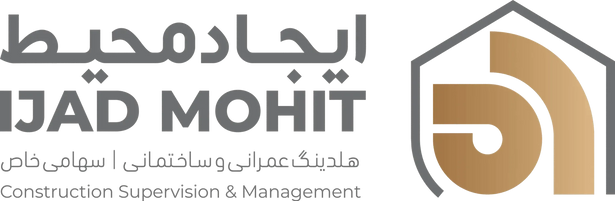 ایجاد محیط
IJAD MOHIT
هلدینگ عمرانی و ساختمانی | سهامی خاص
Construction Supervision & Management